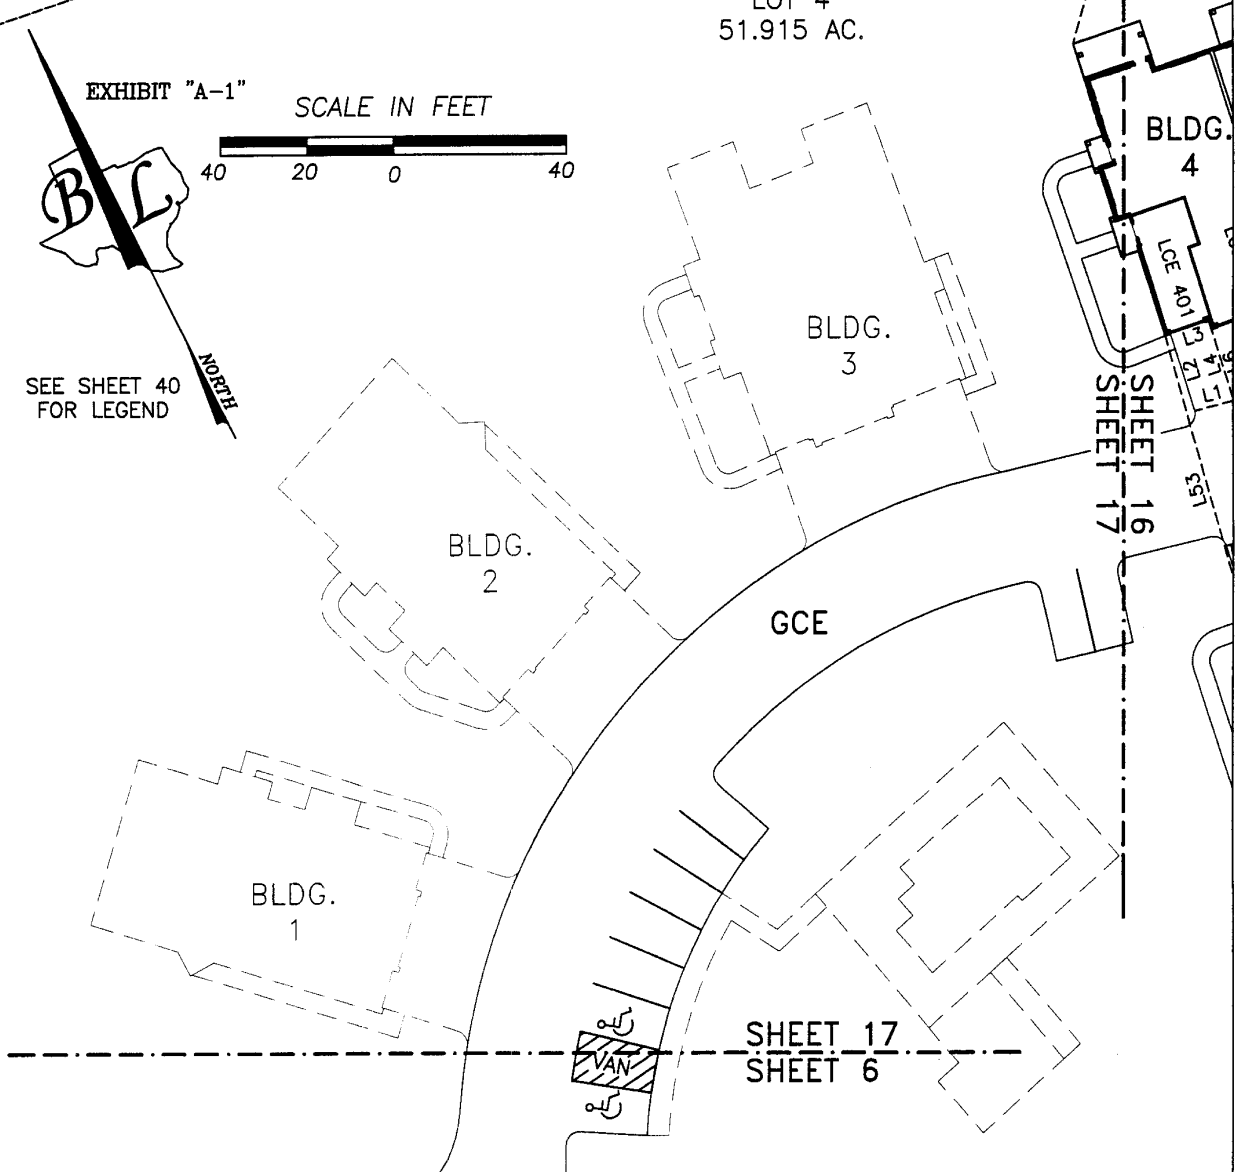 LOT 4
51.915 AC.
EXHIBIT "A-1"
SCALE IN FEET
40 20 0 40
B L
NORTH
SEE SHEET 40
FOR LEGEND
BLDG.
4
LCE 401
L3
L2
L4
L1
L53
BLDG.
3
SHEET 16
SHEET 17
BLDG.
2
GCE
BLDG.
1
VAN
SHEET 17
SHEET 6